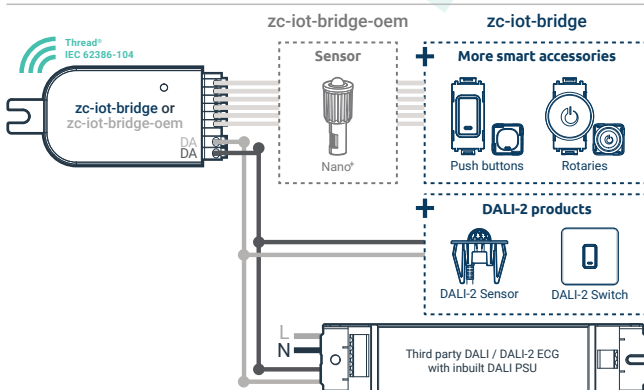 zc-iot-bridge-oem
zc-iot-bridge
Thread®
IEC 62386-104
Sensor
+ More smart accessories
zc-iot-bridge or
zc-iot-bridge-oem
DA
DA
Nano+
Push buttons
Rotaries
+ DALI-2 products
DALI-2 Sensor
DALI-2 Switch
L
N
Third party DALI / DALI-2 ECG
with inbuilt DALI PSU